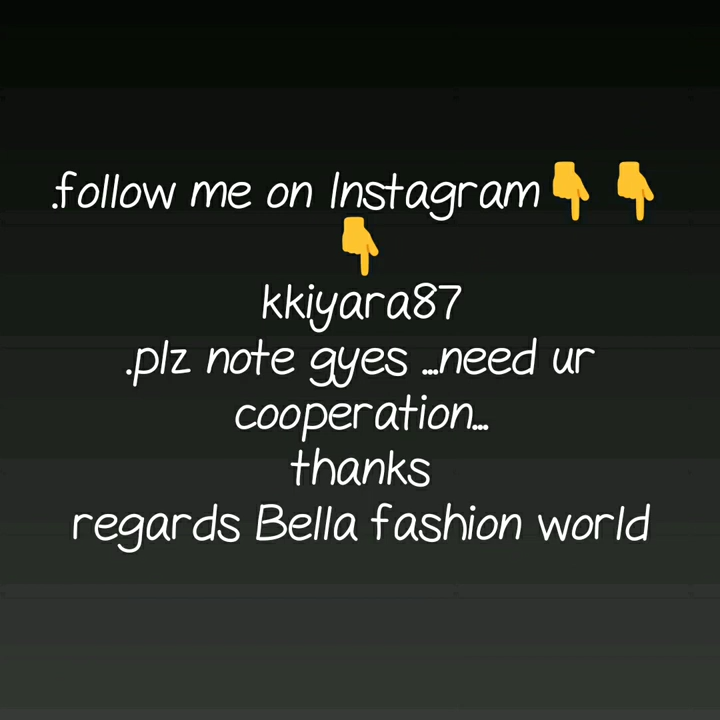 .follow me on Instagram👇 👇
👇
kkiyara87
.plz note gyes ...need ur
cooperation...
thanks
regards Bella fashion world